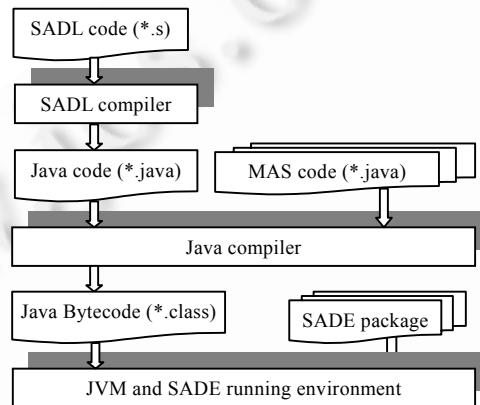 SADL code (*.s)
SADL compiler
Java code (*.java)
MAS code (*.java)
Java compiler
Java Bytecode (*.class)
SADE package
JVM and SADE running environment